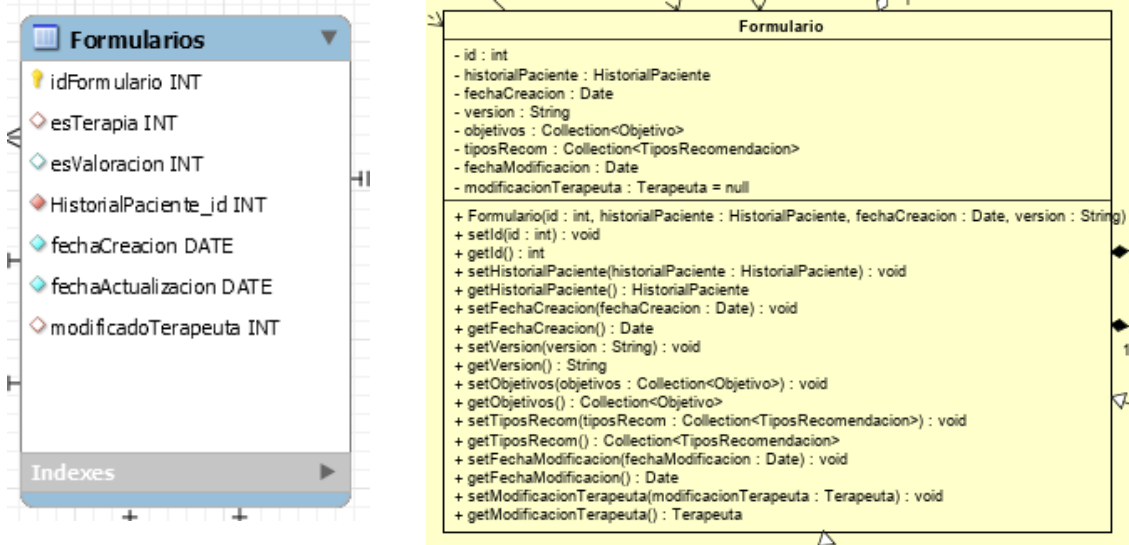 Formularios
idFormulario INT
esTerapia INT
esValoracion INT
HistorialPaciente_id INT
fechaCreacion DATE
fechaActualizacion DATE
modificadoTerapeuta INT
Indexes
Formulario
- id : int
- historialPaciente : HistorialPaciente
- fechaCreacion : Date
- version : String
- objetivos : Collection<Objetivo>
- tiposRecom : Collection<TiposRecomendacion>
- fechaModificacion : Date
- modificacionTerapeuta : Terapeuta = null
+ Formulario(id : int, historialPaciente : HistorialPaciente, fechaCreacion : Date, version : String)
+ setId(id : int) : void
+ getId() : int
+ setHistorialPaciente(historialPaciente : HistorialPaciente) : void
+ getHistorialPaciente() : HistorialPaciente
+ setFechaCreacion(fechaCreacion : Date) : void
+ getFechaCreacion() : Date
+ setVersion(version : String) : void
+ getVersion() : String
+ setObjetivos(objetivos : Collection<Objetivo>) : void
+ getObjetivos() : Collection<Objetivo>
+ setTiposRecom(tiposRecom : Collection<TiposRecomendacion>) : void
+ getTiposRecom() : Collection<TiposRecomendacion>
+ setFechaModificacion(fechaModificacion : Date) : void
+ getFechaModificacion() : Date
+ setModificacionTerapeuta(modificacionTerapeuta : Terapeuta) : void
+ getModificacionTerapeuta() : Terapeuta
1